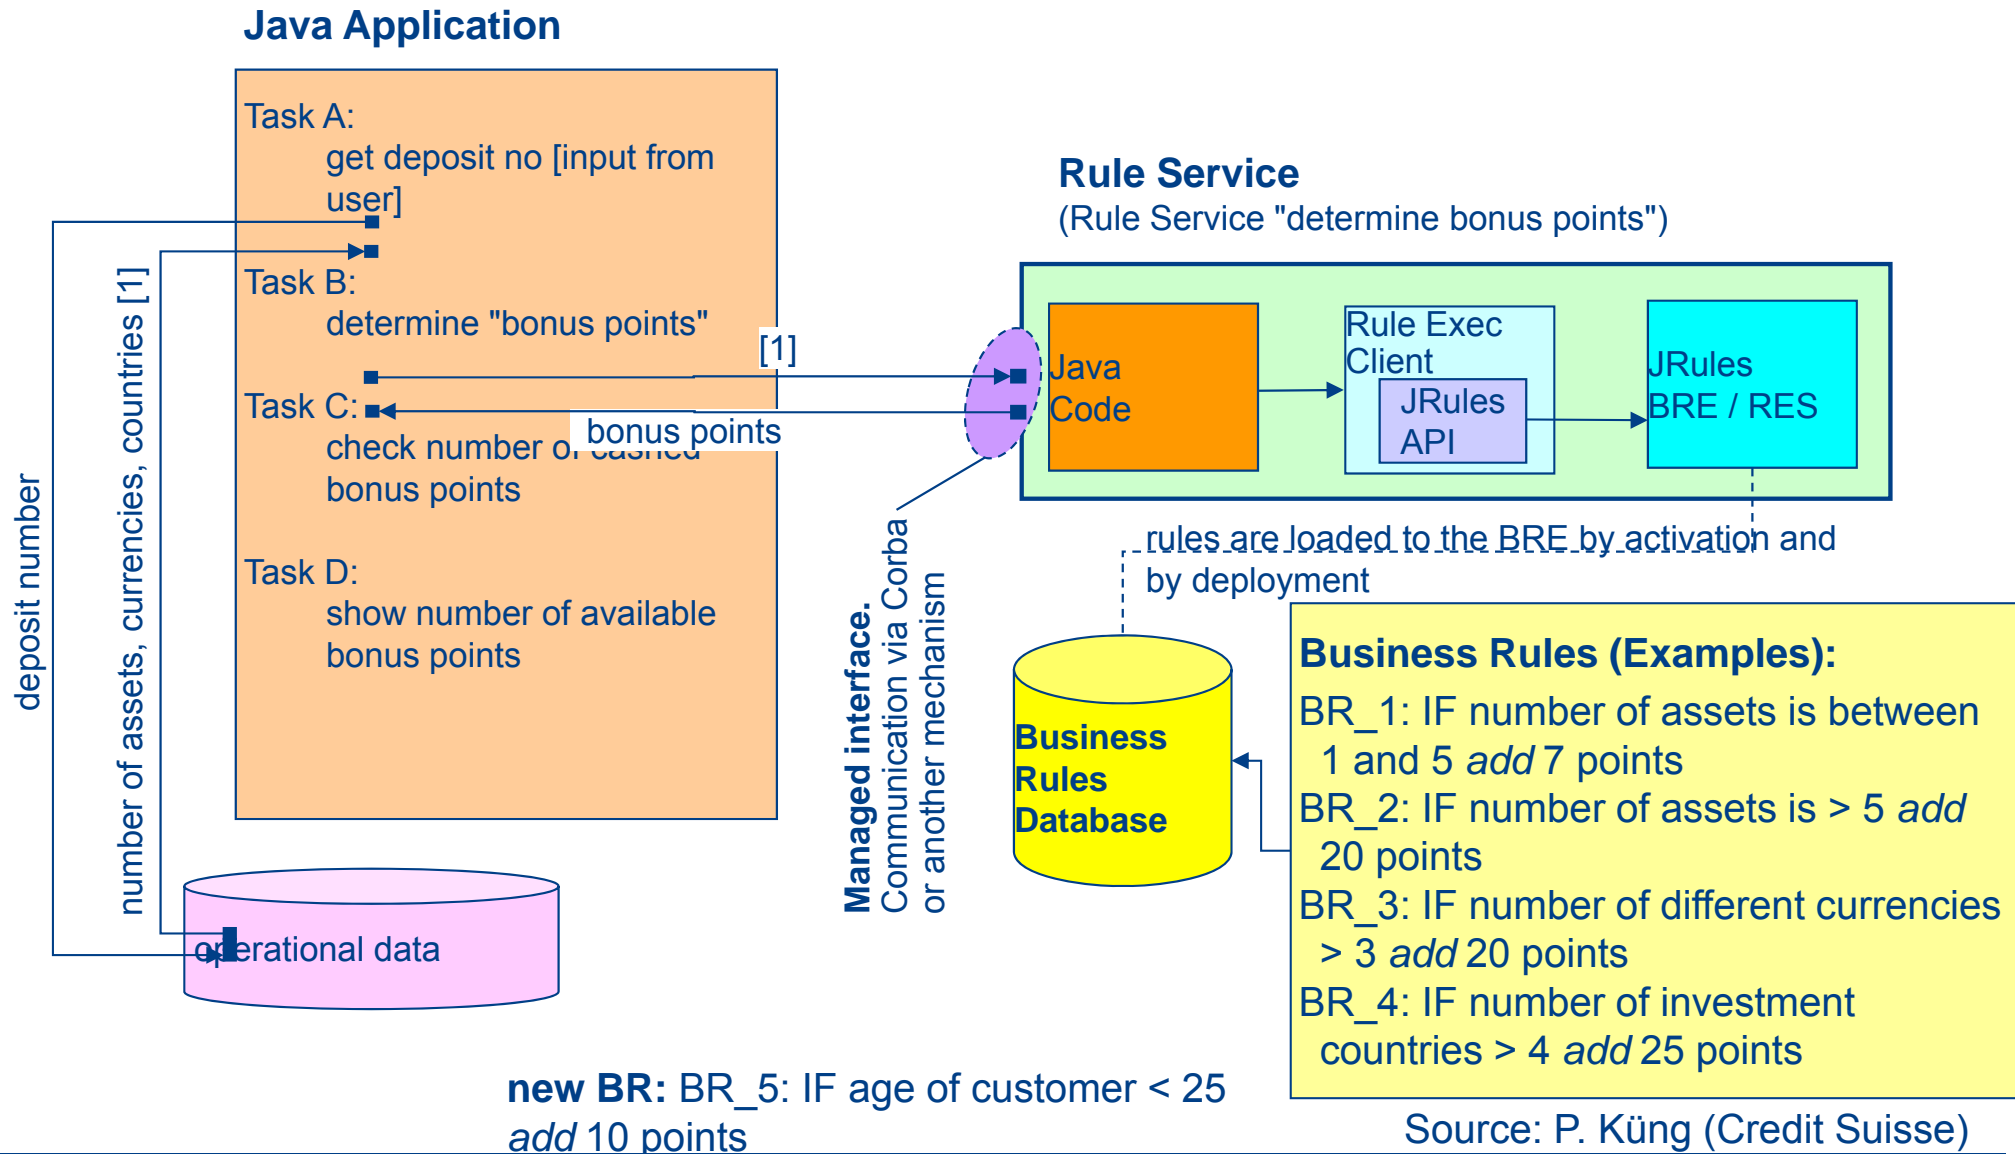 Java Application
Task A:
get deposit no [input from
user]
Task B:
determine "bonus points"
Task C:
check number of cashed
bonus points
Task D:
show number of available
bonus points
deposit number
number of assets, currencies, countries [1]
operational data
[1]
bonus points
Managed interface.
Communication via Corba
or another mechanism
Rule Service
(Rule Service "determine bonus points")
Java
Code
Rule Exec
Client
JRules
API
JRules
BRE / RES
rules are loaded to the BRE by activation and
by deployment
Business
Rules
Database
Business Rules (Examples):
BR_1: IF number of assets is between
1 and 5 add 7 points
BR_2: IF number of assets is > 5 add
20 points
BR_3: IF number of different currencies
> 3 add 20 points
BR_4: IF number of investment
countries > 4 add 25 points
new BR: BR_5: IF age of customer < 25
add 10 points
Source: P. Küng (Credit Suisse)